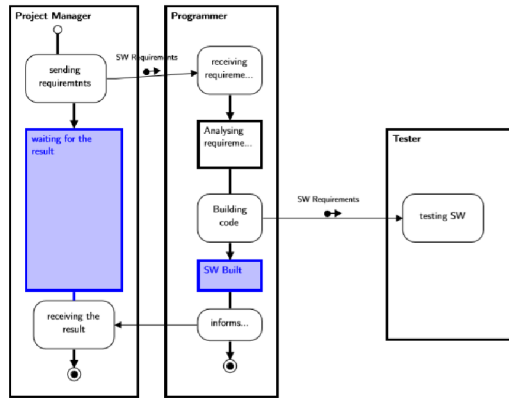 Project Manager
sending
requiremtnts
waiting for the
result
receiving the
result
SW Requirements
Programmer
receiving
requireme...
Analysing
requireme...
Building
code
SW Built
informs...
SW Requirements
Tester
testing SW